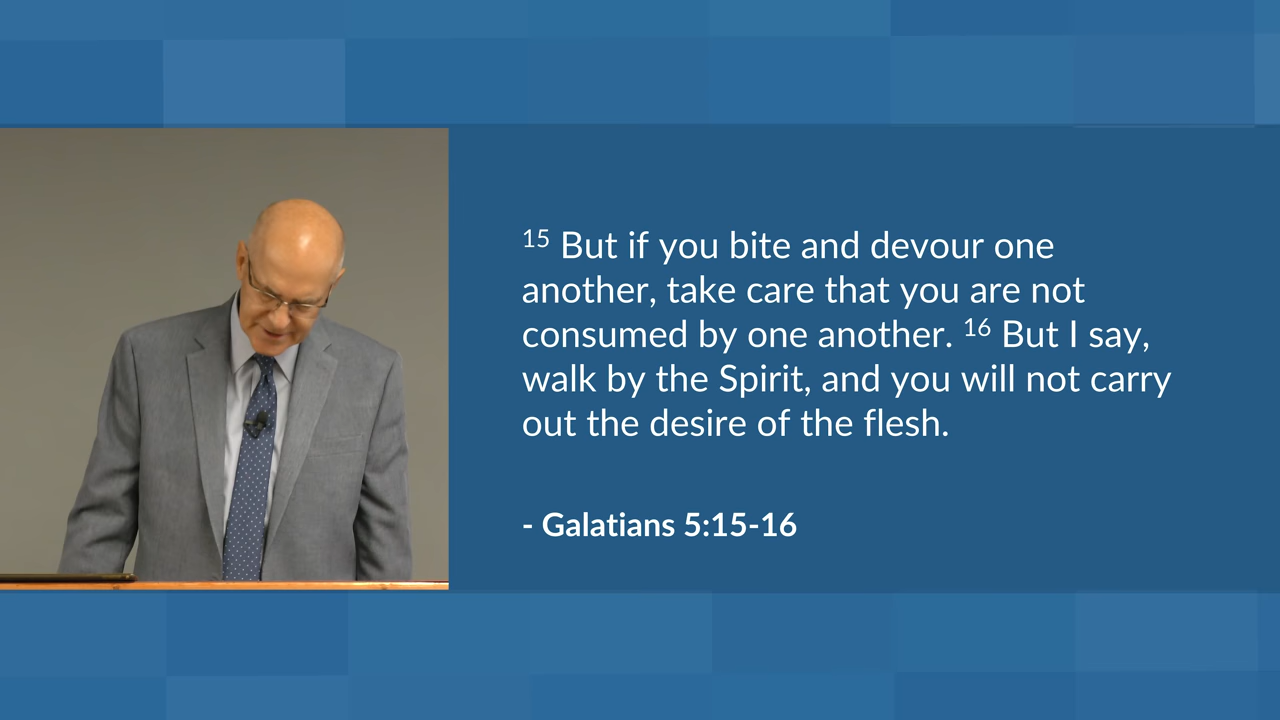 15 But if you bite and devour one
another, take care that you are not
consumed by one another. 16 But I say,
walk by the Spirit, and you will not carry
out the desire of the flesh.
- Galatians 5:15-16